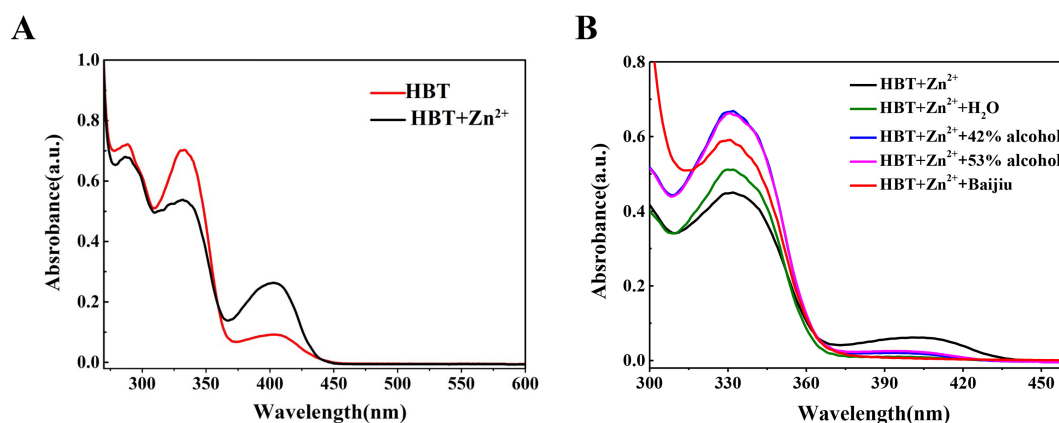 A
B
1.0
0.8
0.6
0.4
0.2
0.0
Absrobance(a.u.)
HBT
HBT+Zn²⁺
300 350 400 450 500 550 600
Wavelength(nm)
0.8
0.6
0.4
0.2
0.0
Absrobance(a.u.)
HBT+Zn²⁺
HBT+Zn²⁺+H₂O
HBT+Zn²⁺+42% alcohol
HBT+Zn²⁺+53% alcohol
HBT+Zn²⁺+Baijiu
300 330 360 390 420 450
Wavelength(nm)